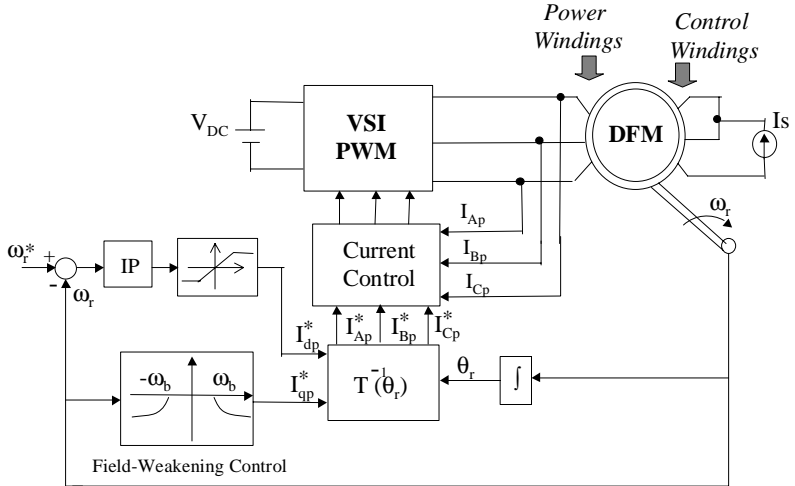 Power
Windings
Control
Windings
V_DC
VSI
PWM
DFM
Is
I_Ap
ω_r
ω_r*
+
-
ω_r
IP
Current
Control
I_Bp
I_Cp
I*_dp
I*_Ap
I*_Bp
I*_Cp
-ω_b
ω_b
I*_qp
T⁻¹(θ_r)
θ_r
∫
Field-Weakening Control